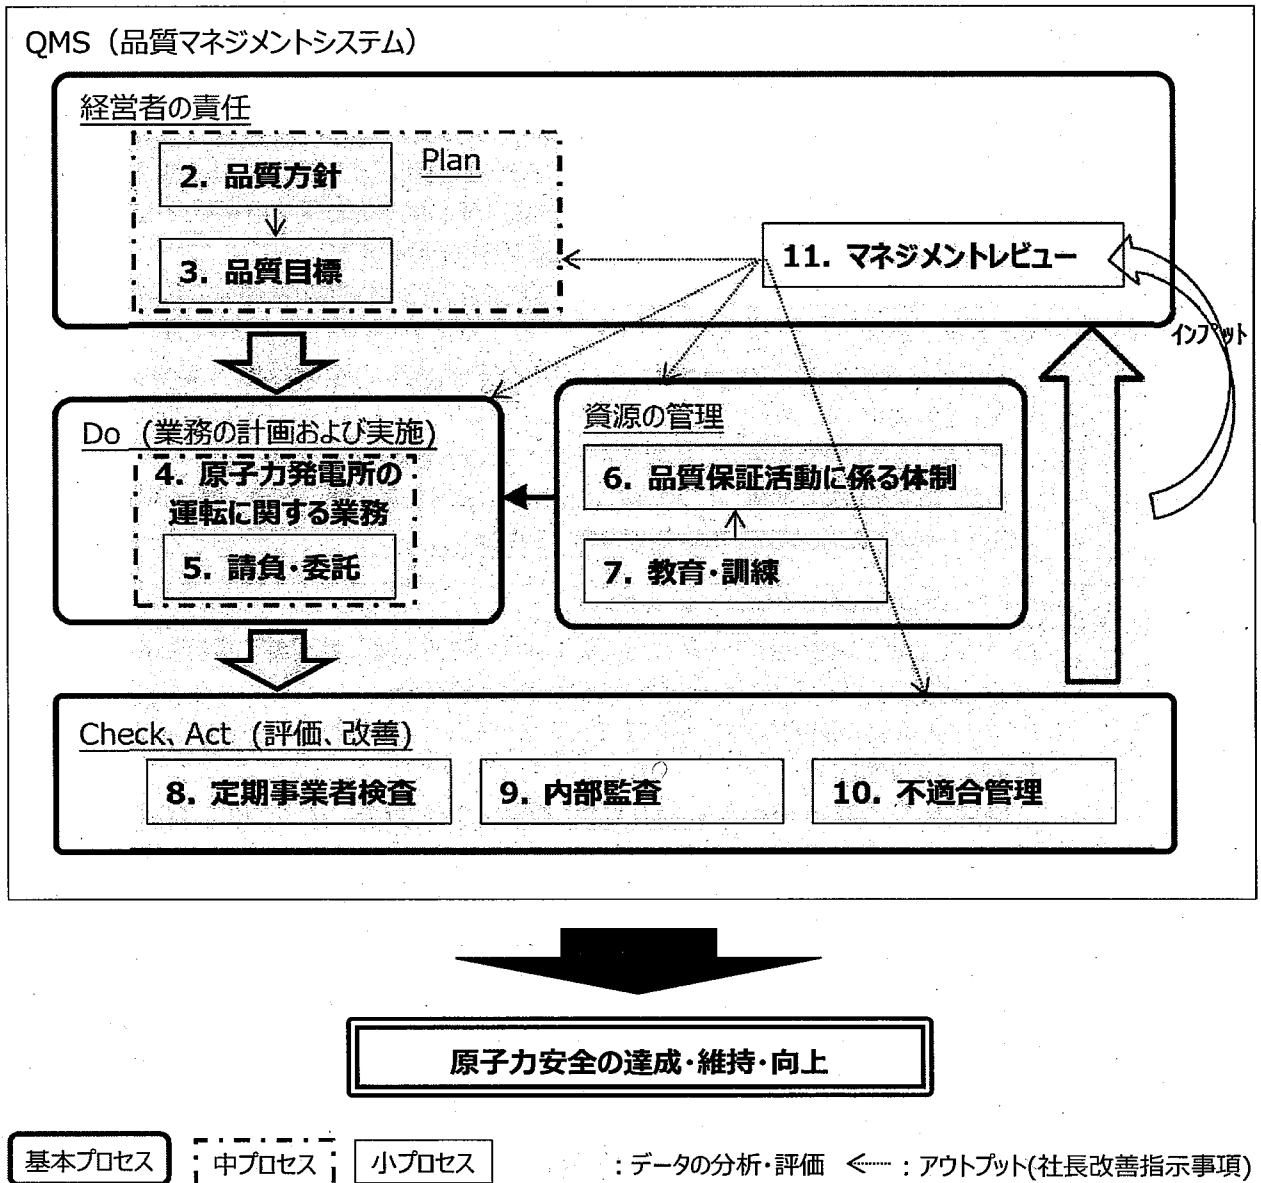 QMS（品質マネジメントシステム）
経営者の責任
Plan
2. 品質方針
3. 品質目標
11. マネジメントレビュー
インプット
Do（業務の計画および実施)
4. 原子力発電所の
運転に関する業務
5. 請負・委託
資源の管理
6. 品質保証活動に係る体制
7. 教育・訓練
Check、Act（評価、改善)
8. 定期事業者検査
9. 内部監査
10. 不適合管理
原子力安全の達成・維持・向上
基本プロセス
中プロセス
小プロセス
：データの分析・評価
：アウトプット(社長改善指示事項)